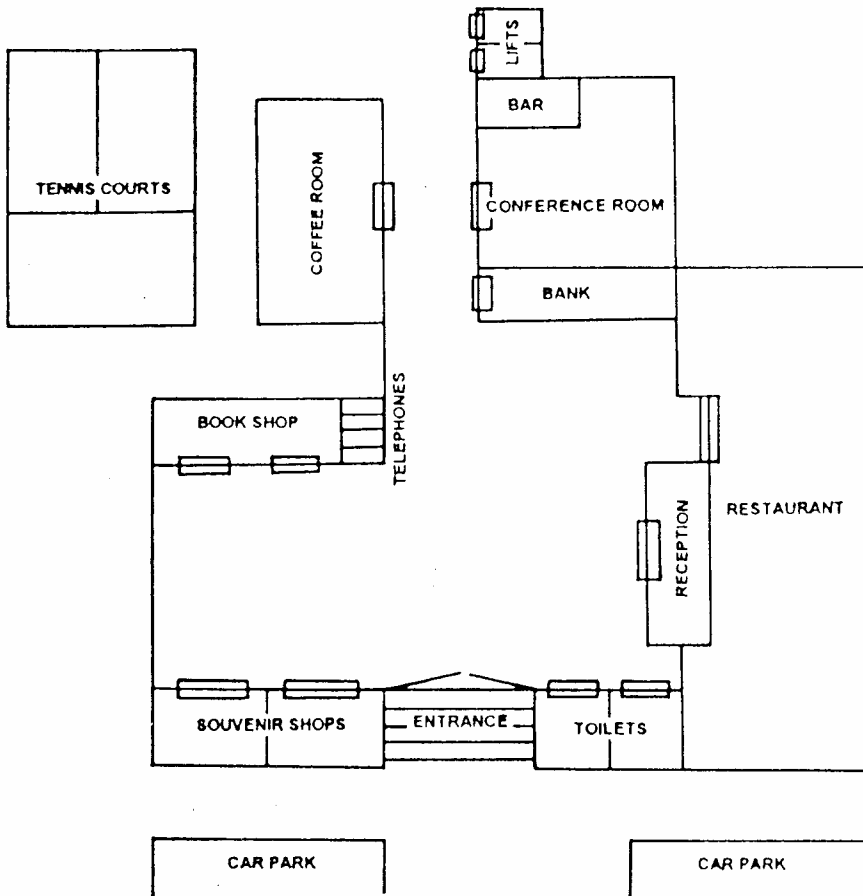 LIFTS
BAR
TENNIS COURTS
COFFEE ROOM
CONFERENCE ROOM
BANK
BOOK SHOP
TELEPHONES
RESTAURANT
RECEPTION
SOUVENIR SHOPS
ENTRANCE
TOILETS
CAR PARK
CAR PARK